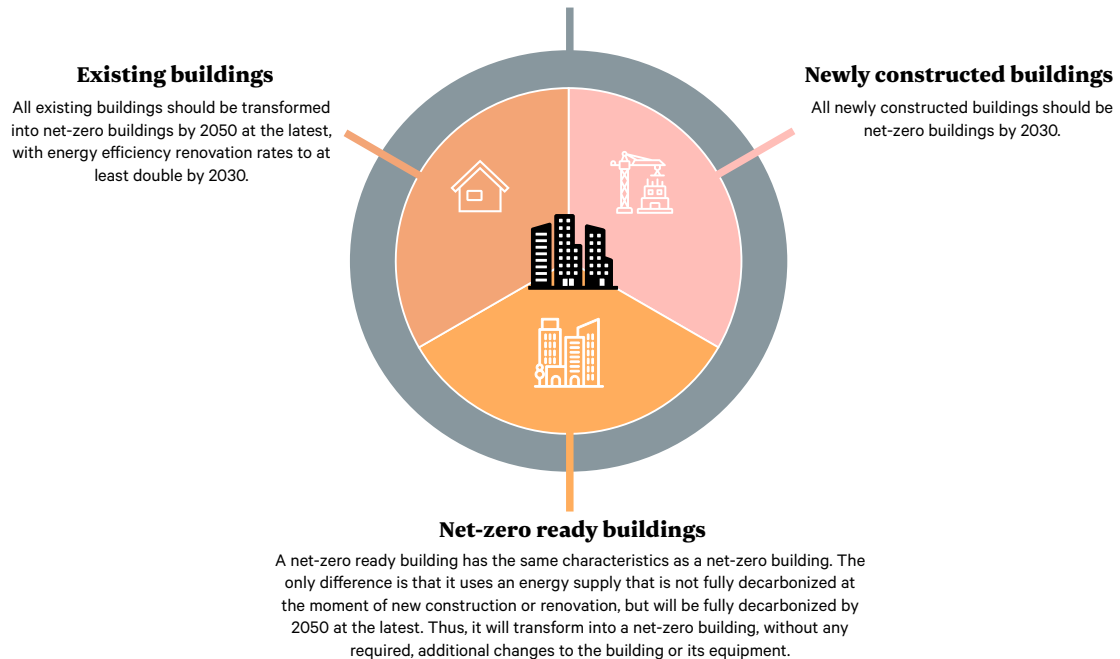 Existing buildings
All existing buildings should be transformed
into net-zero buildings by 2050 at the latest,
with energy efficiency renovation rates to at
least double by 2030.
Newly constructed buildings
All newly constructed buildings should be
net-zero buildings by 2030.
Net-zero ready buildings
A net-zero ready building has the same characteristics as a net-zero building. The
only difference is that it uses an energy supply that is not fully decarbonized at
the moment of new construction or renovation, but will be fully decarbonized by
2050 at the latest. Thus, it will transform into a net-zero building, without any
required, additional changes to the building or its equipment.